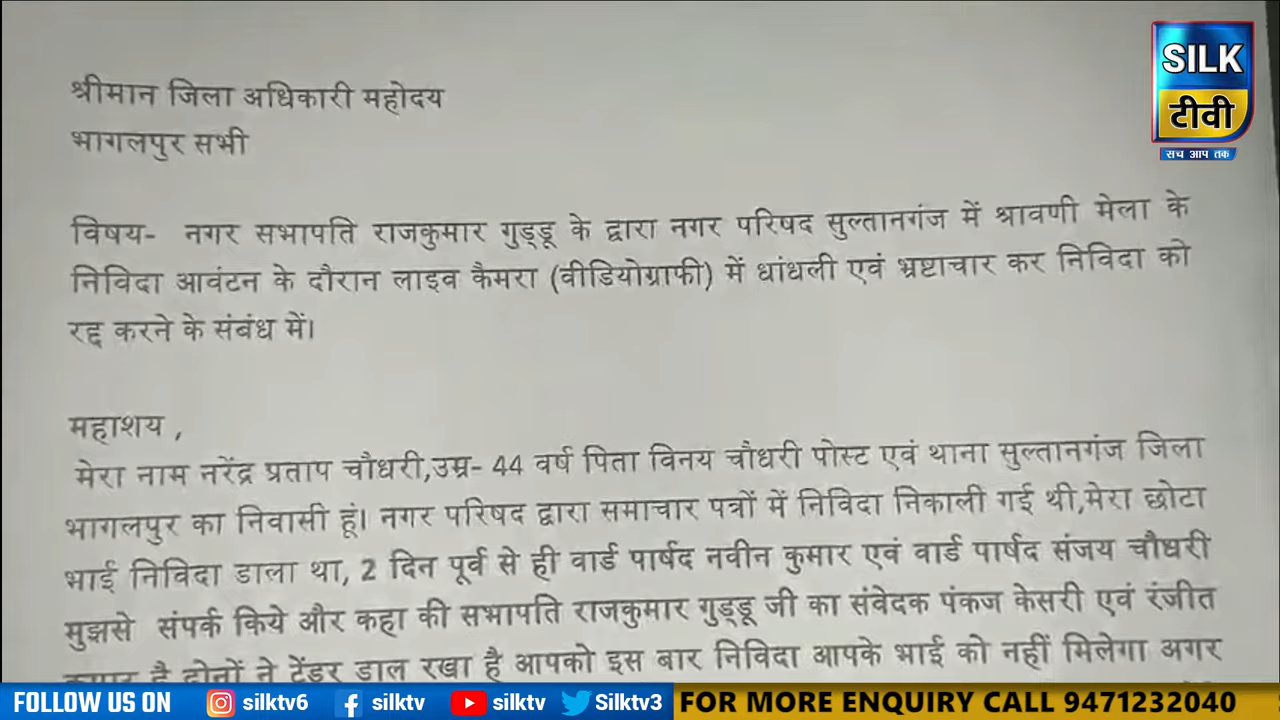 श्रीमान जिला अधिकारी महोदय
भागलपुर सभी
विषय- नगर सभापति राजकुमार गुड्डू के द्वारा नगर परिषद सुल्तानगंज में श्रावणी मेला के
निविदा आवंटन के दौरान लाइव कैमरा (वीडियोग्राफी) में धांधली एवं भ्रष्टाचार कर निविदा को
रद्द करने के संबंध में।
महाशय ,
मेरा नाम नरेंद्र प्रताप चौधरी,उम्र- 44 वर्ष पिता विनय चौधरी पोस्ट एवं थाना सुल्तानगंज जिला
भागलपुर का निवासी हूं। नगर परिषद द्वारा समाचार पत्रों में निविदा निकाली गई थी,मेरा छोटा
भाई निविदा डाला था, 2 दिन पूर्व से ही वार्ड पार्षद नवीन कुमार एवं वार्ड पार्षद संजय चौधरी
मुझसे संपर्क किये और कहा की सभापति राजकुमार गुड्डू जी का संवेदक पंकज केसरी एवं रंजीत
है दोनों ने टेंडर डाल रखा है आपको इस बार निविदा आपके भाई को नहीं मिलेगा अगर
SILK
टीवी
सच आप तक
FOLLOW US ON silktv6 silktv silktv Silktv3 FOR MORE ENQUIRY CALL 9471232040